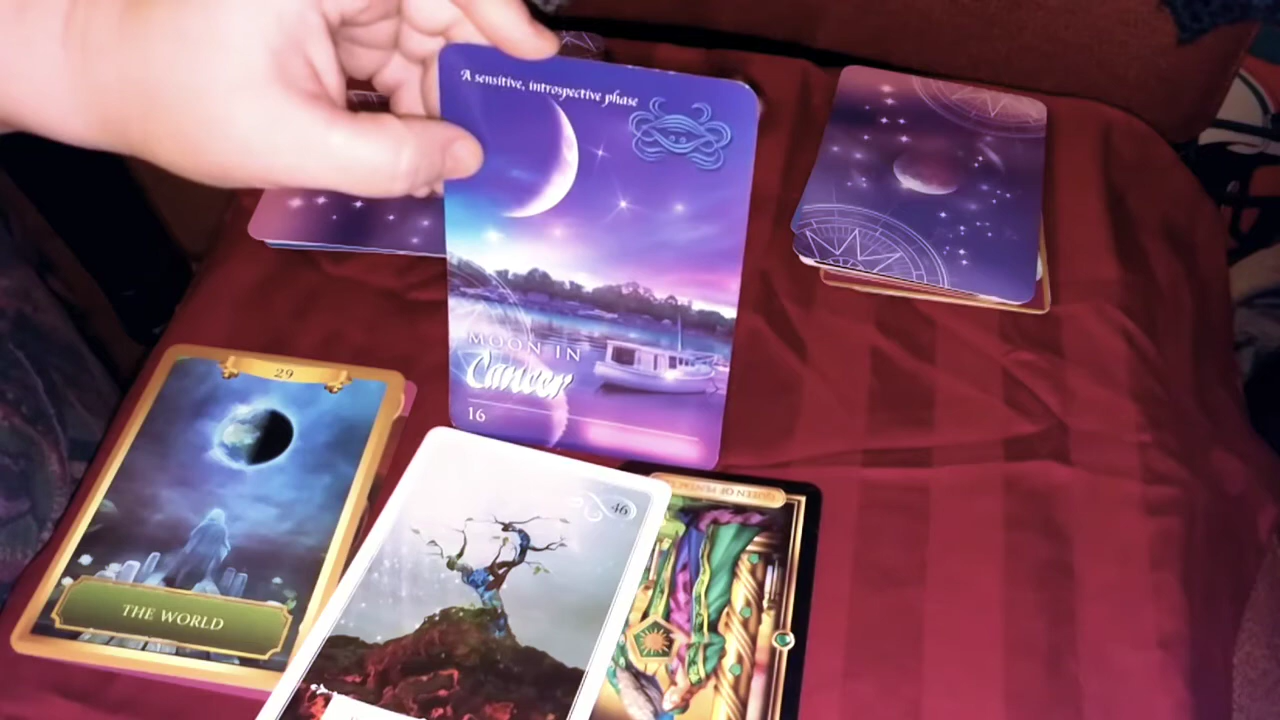 A sensitive, introspective phase
MOON IN
Cancer
16
29
THE WORLD
46
QUEEN OF PENTACLES